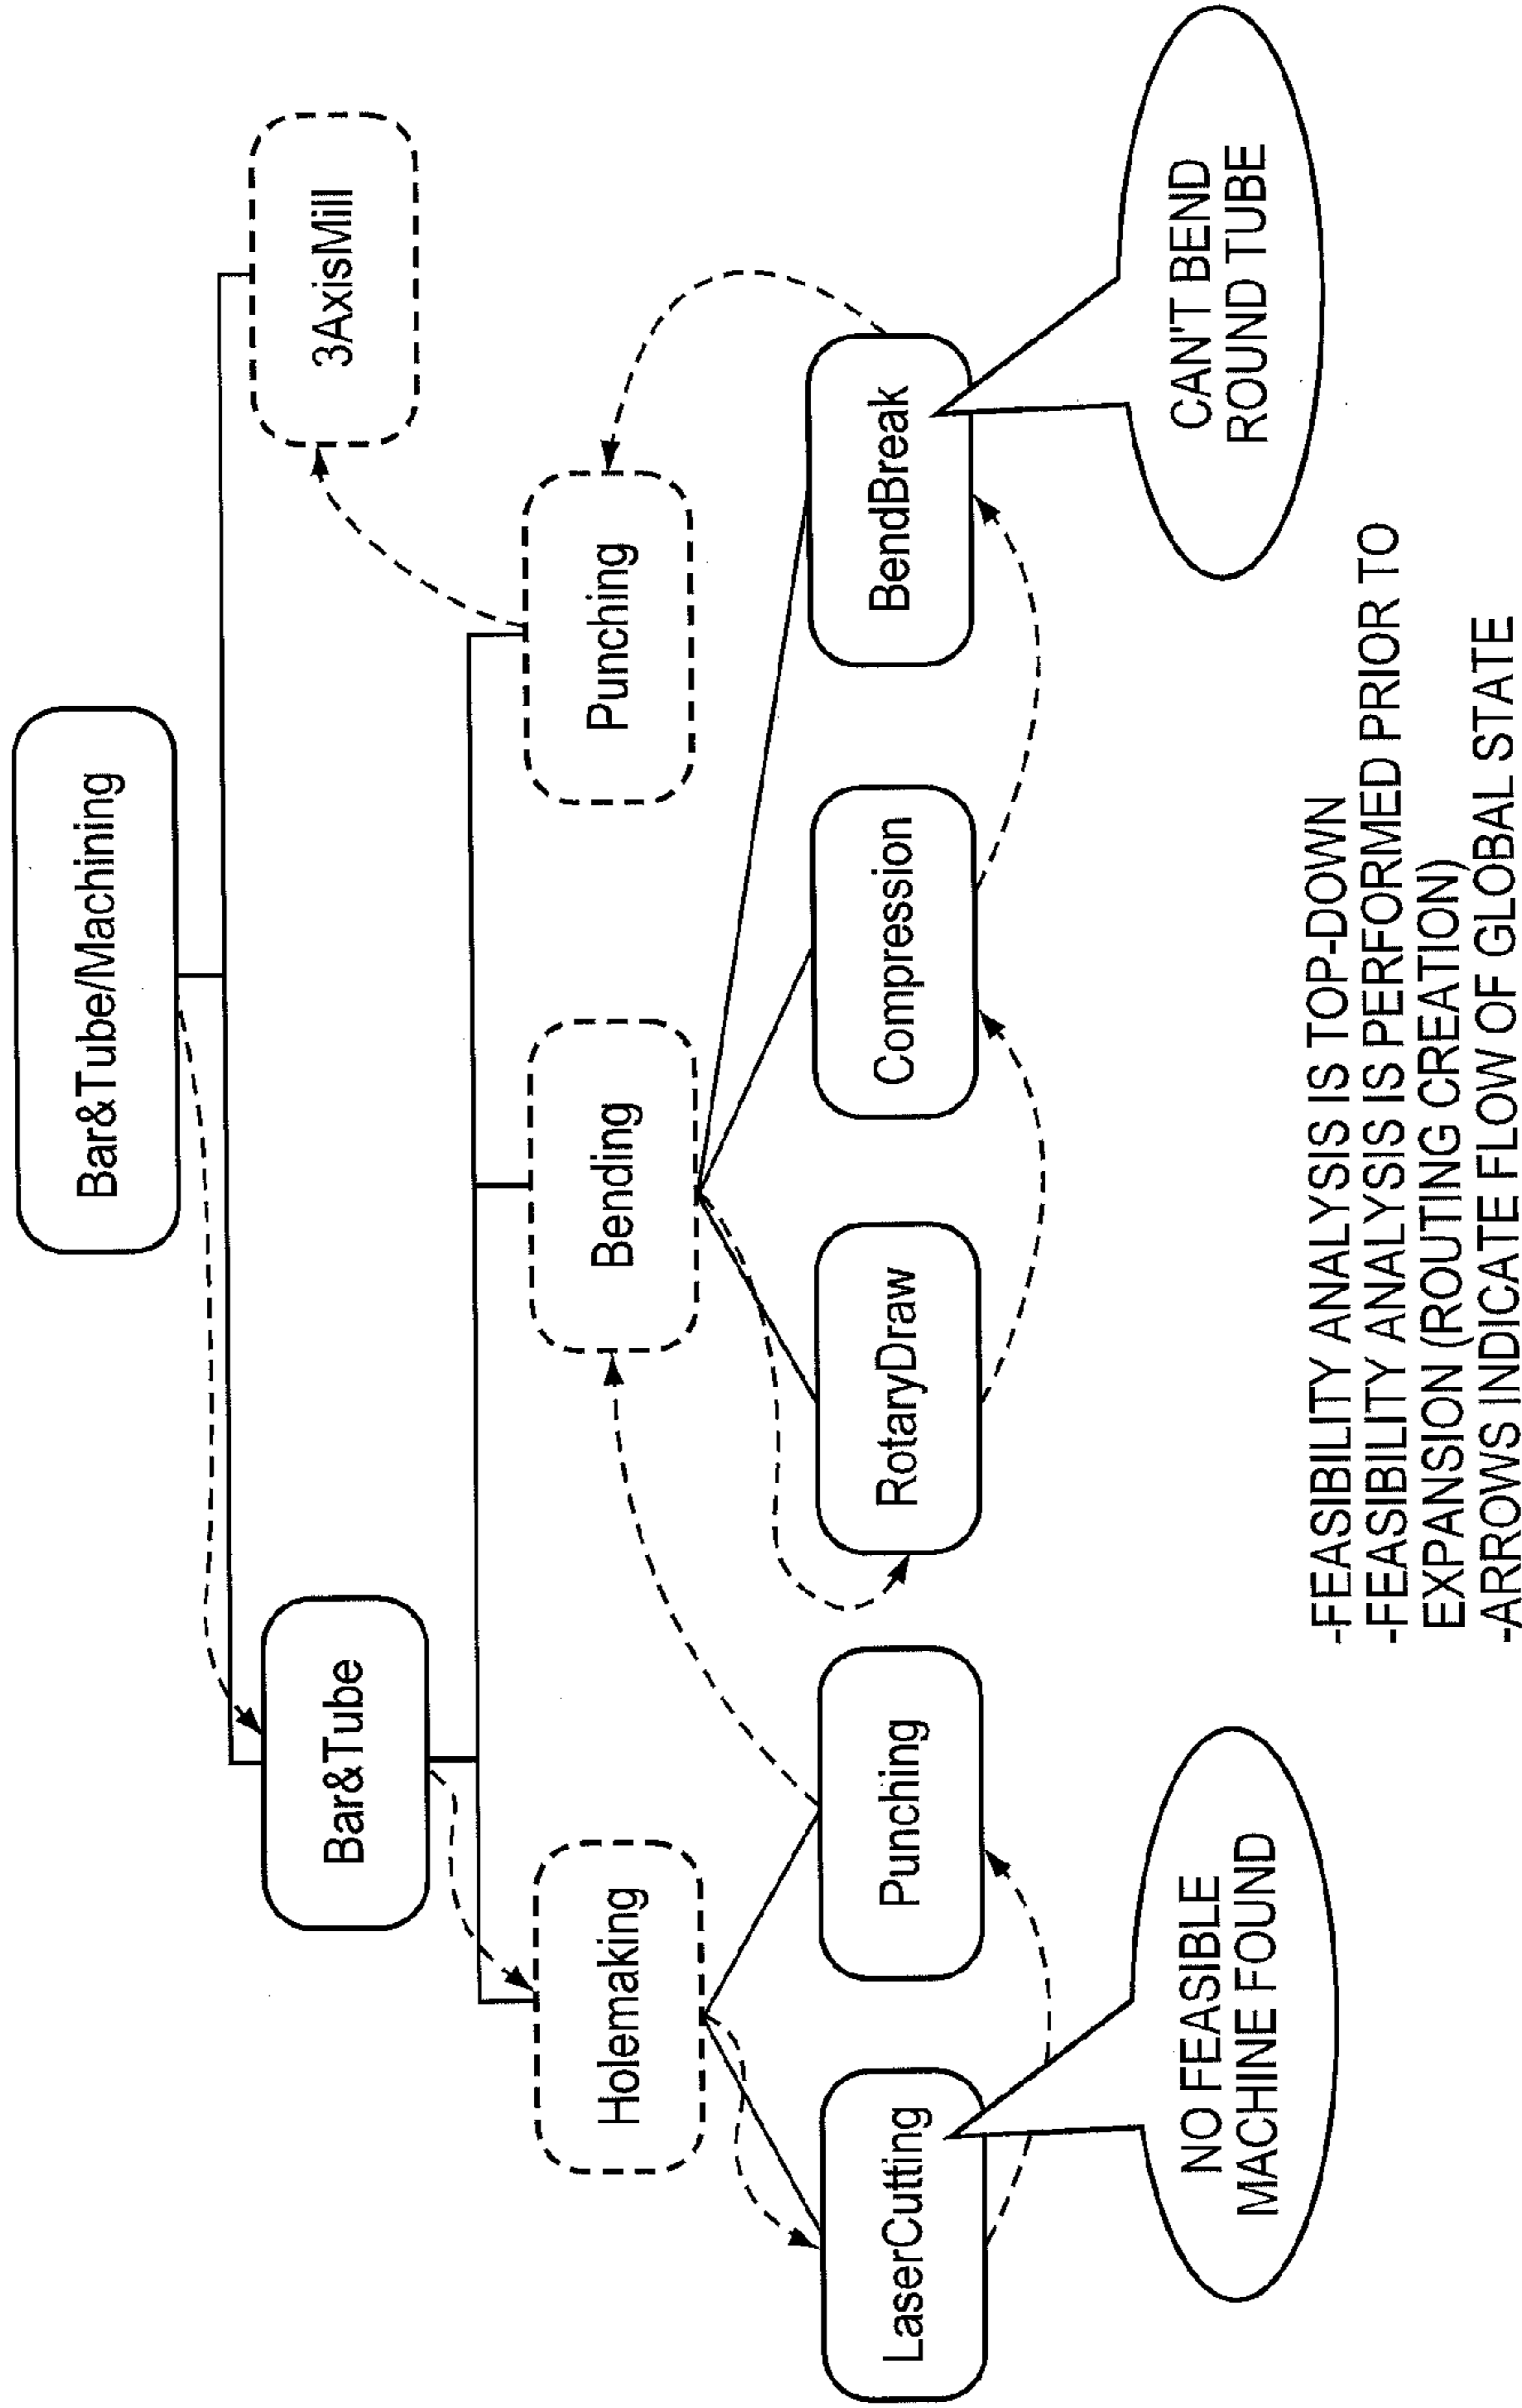 Bar&Tube/Machining
Bar&Tube
3AxisMill
Holemaking
Bending
Punching
LaserCutting
Punching
RotaryDraw
Compression
BendBreak
NO FEASIBLE
MACHINE FOUND
CAN'T BEND
ROUND TUBE
-FEASIBILITY ANALYSIS IS TOP-DOWN
-FEASIBILITY ANALYSIS IS PERFORMED PRIOR TO
EXPANSION (ROUTING CREATION)
-ARROWS INDICATE FLOW OF GLOBAL STATE